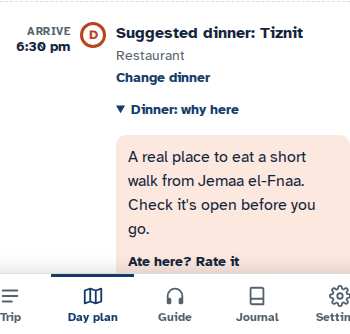 ARRIVE
6:30 pm
D
Suggested dinner: Tiznit
Restaurant
Change dinner
▼ Dinner: why here
A real place to eat a short
walk from Jemaa el-Fnaa.
Check it's open before you
go.
Ate here? Rate it
Trip
Day plan
Guide
Journal
Settin